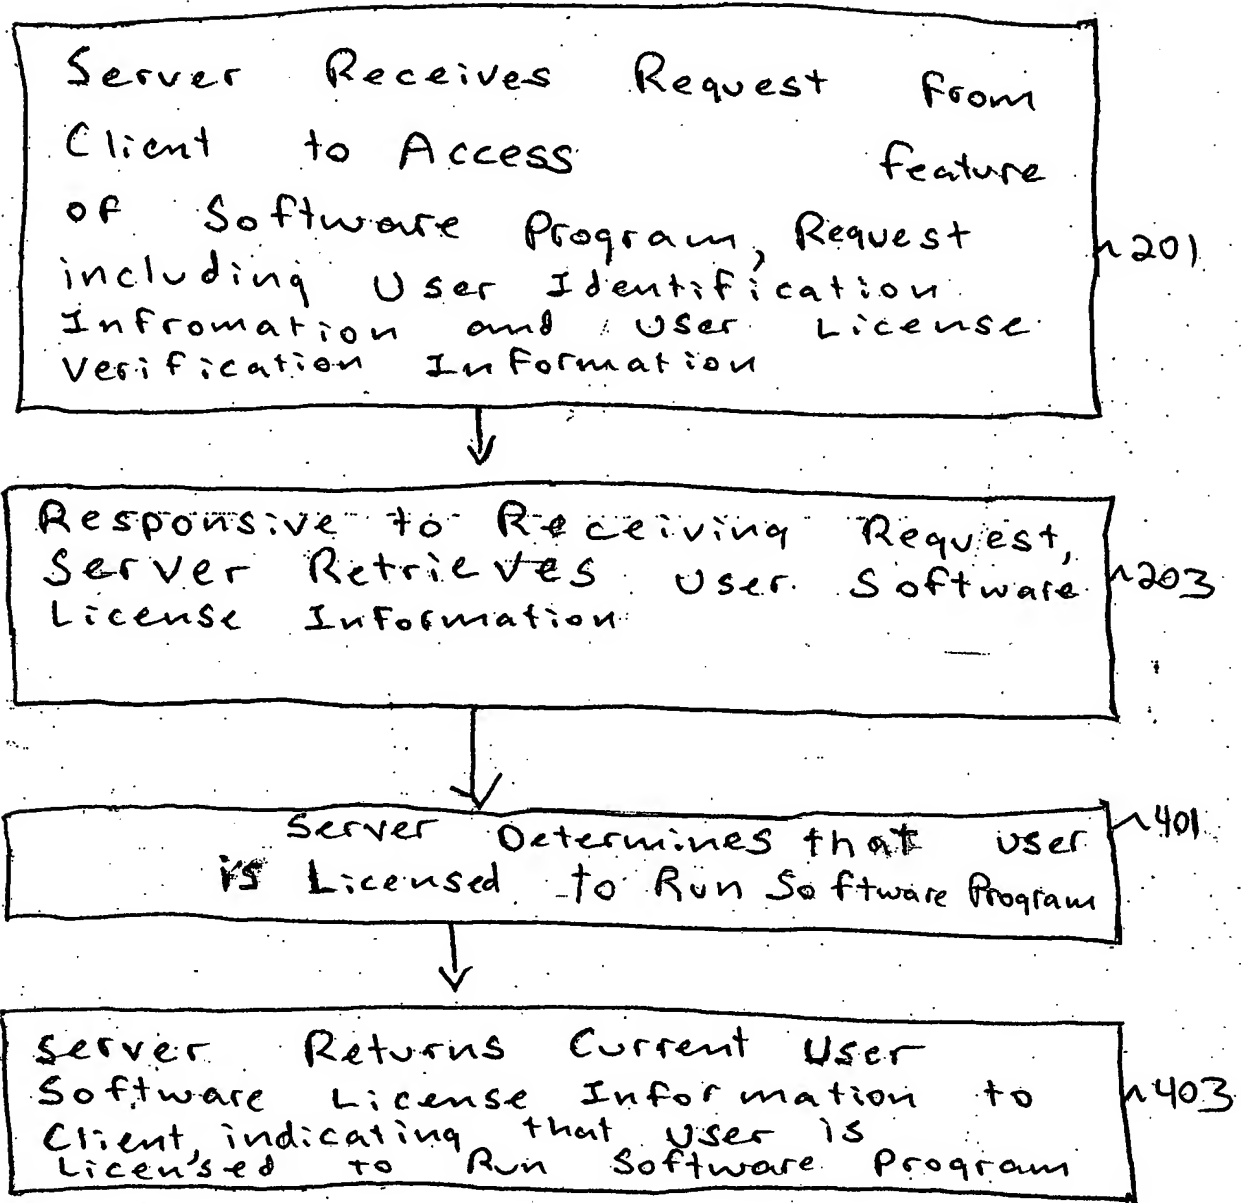 Server Receives Request From
Client to Access feature
of Software Program, Request
including User Identification
Infromation and User License
Verification Information
~201
Responsive to Receiving Request,
Server Retrieves User Software
License Information
~203
Server Determines that user
is Licensed to Run Software Program
~401
Server Returns Current User
Software License Information to
Client, indicating that user is
Licensed to Run Software Program
~403